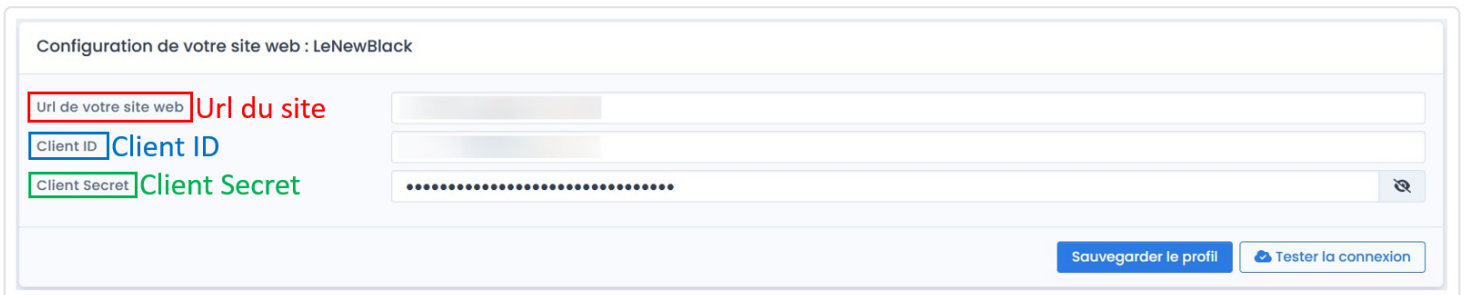 Configuration de votre site web : LeNewBlack
Url de votre site web Url du site
Client ID Client ID
Client Secret Client Secret
••••••••••••••••••••••••••••••••
Sauvegarder le profil Tester la connexion